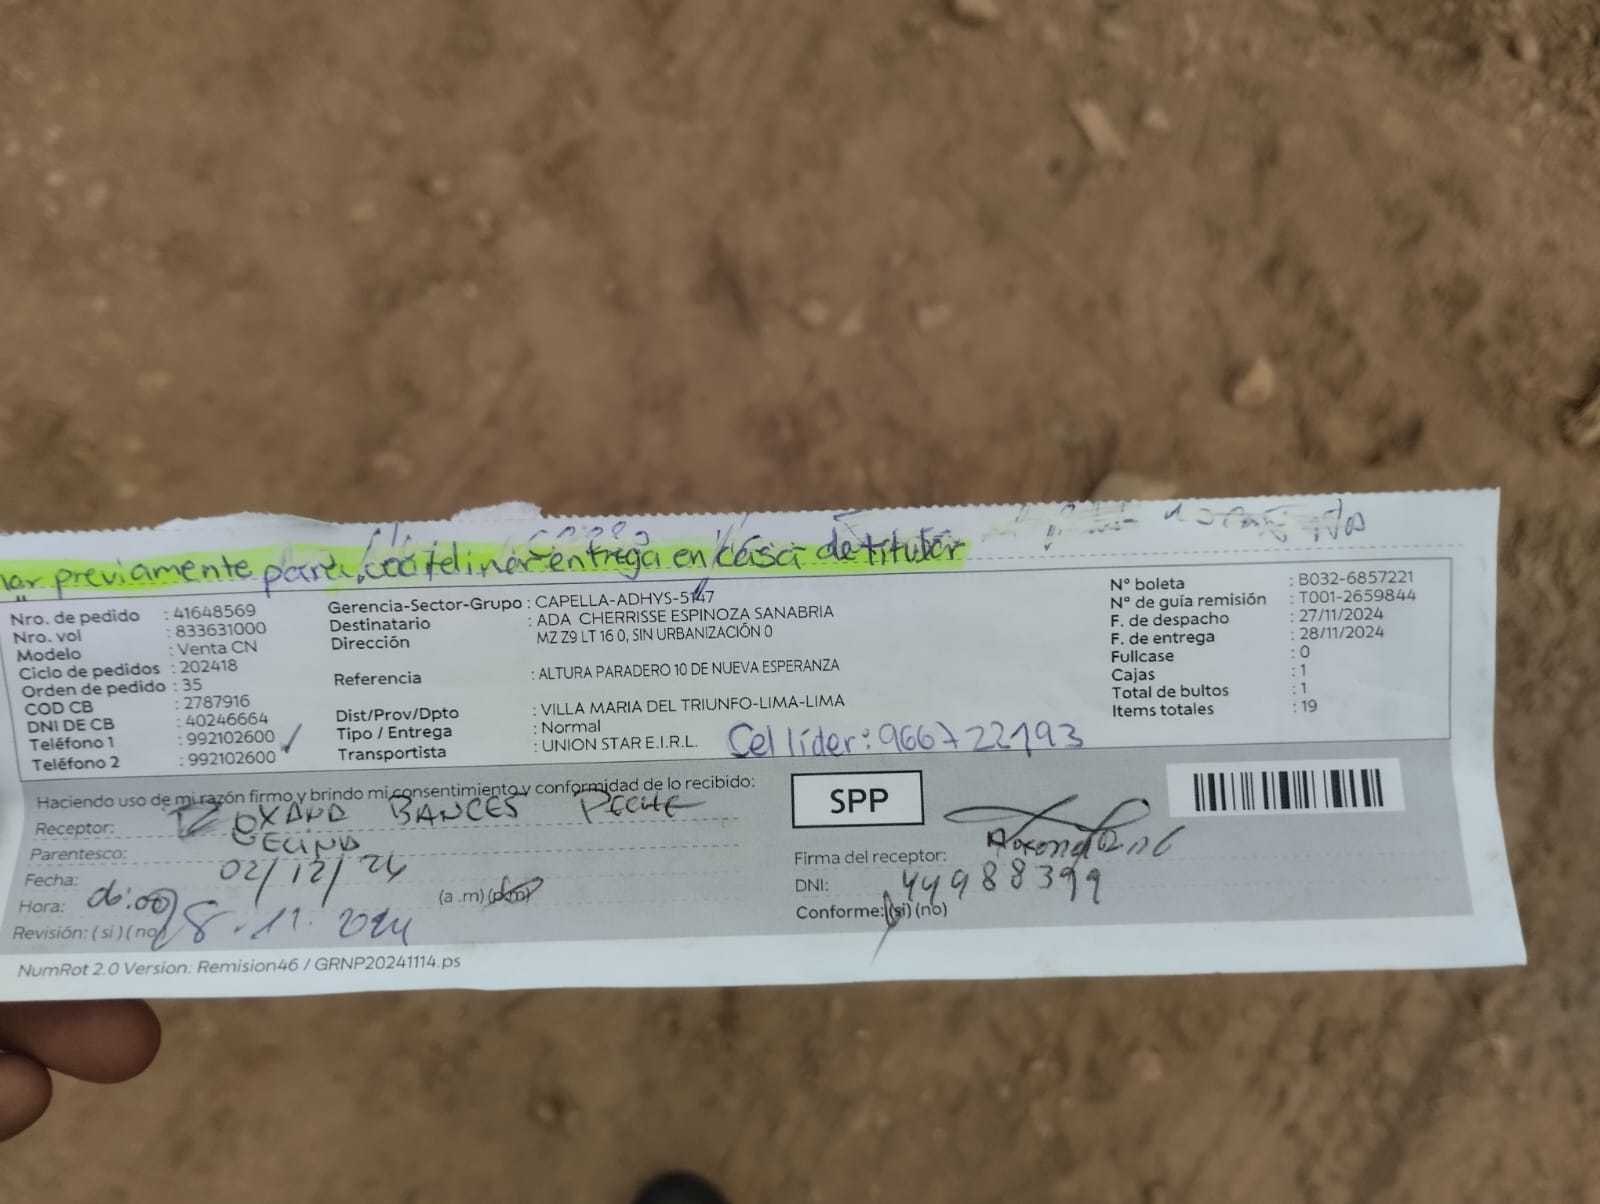 previamente para coordinar entrega en casa de titular
Nro. de pedido : 41648569
Nro. vol : 833631000
Modelo : Venta CN
Ciclo de pedidos : 202418
Orden de pedido : 35
COD CB : 2787916
DNI DE CB : 40246664
Teléfono 1 : 992102600
Teléfono 2 : 992102600
Gerencia-Sector-Grupo : CAPELLA-ADHYS-5147
Destinatario : ADA CHERRISSE ESPINOZA SANABRIA
Dirección MZ Z9 LT 16 0, SIN URBANIZACIÓN 0
Referencia : ALTURA PARADERO 10 DE NUEVA ESPERANZA
Dist/Prov/Dpto : VILLA MARIA DEL TRIUNFO-LIMA-LIMA
Tipo / Entrega : Normal
Transportista : UNION STAR E.I.R.L.
Cel líder: 966722193
N° boleta : B032-6857221
N° de guía remisión : T001-2659844
F. de despacho : 27/11/2024
F. de entrega : 28/11/2024
Fullcase : 0
Cajas : 1
Total de bultos : 1
Items totales : 19
Haciendo uso de mi razón firmo y brindo mi consentimiento y conformidad de lo recibido:
Receptor: ROXANA BANCES PECHE
Parentesco: VECINA
Fecha: 02/12/24
Hora: 06:00 (a.m) (p.m)
Revisión: (si) (no) 28-11-2024
SPP
Firma del receptor:
DNI: 44988399
Conforme: (si) (no)
NumRot 2.0 Version: Remision46 / GRNP20241114.ps